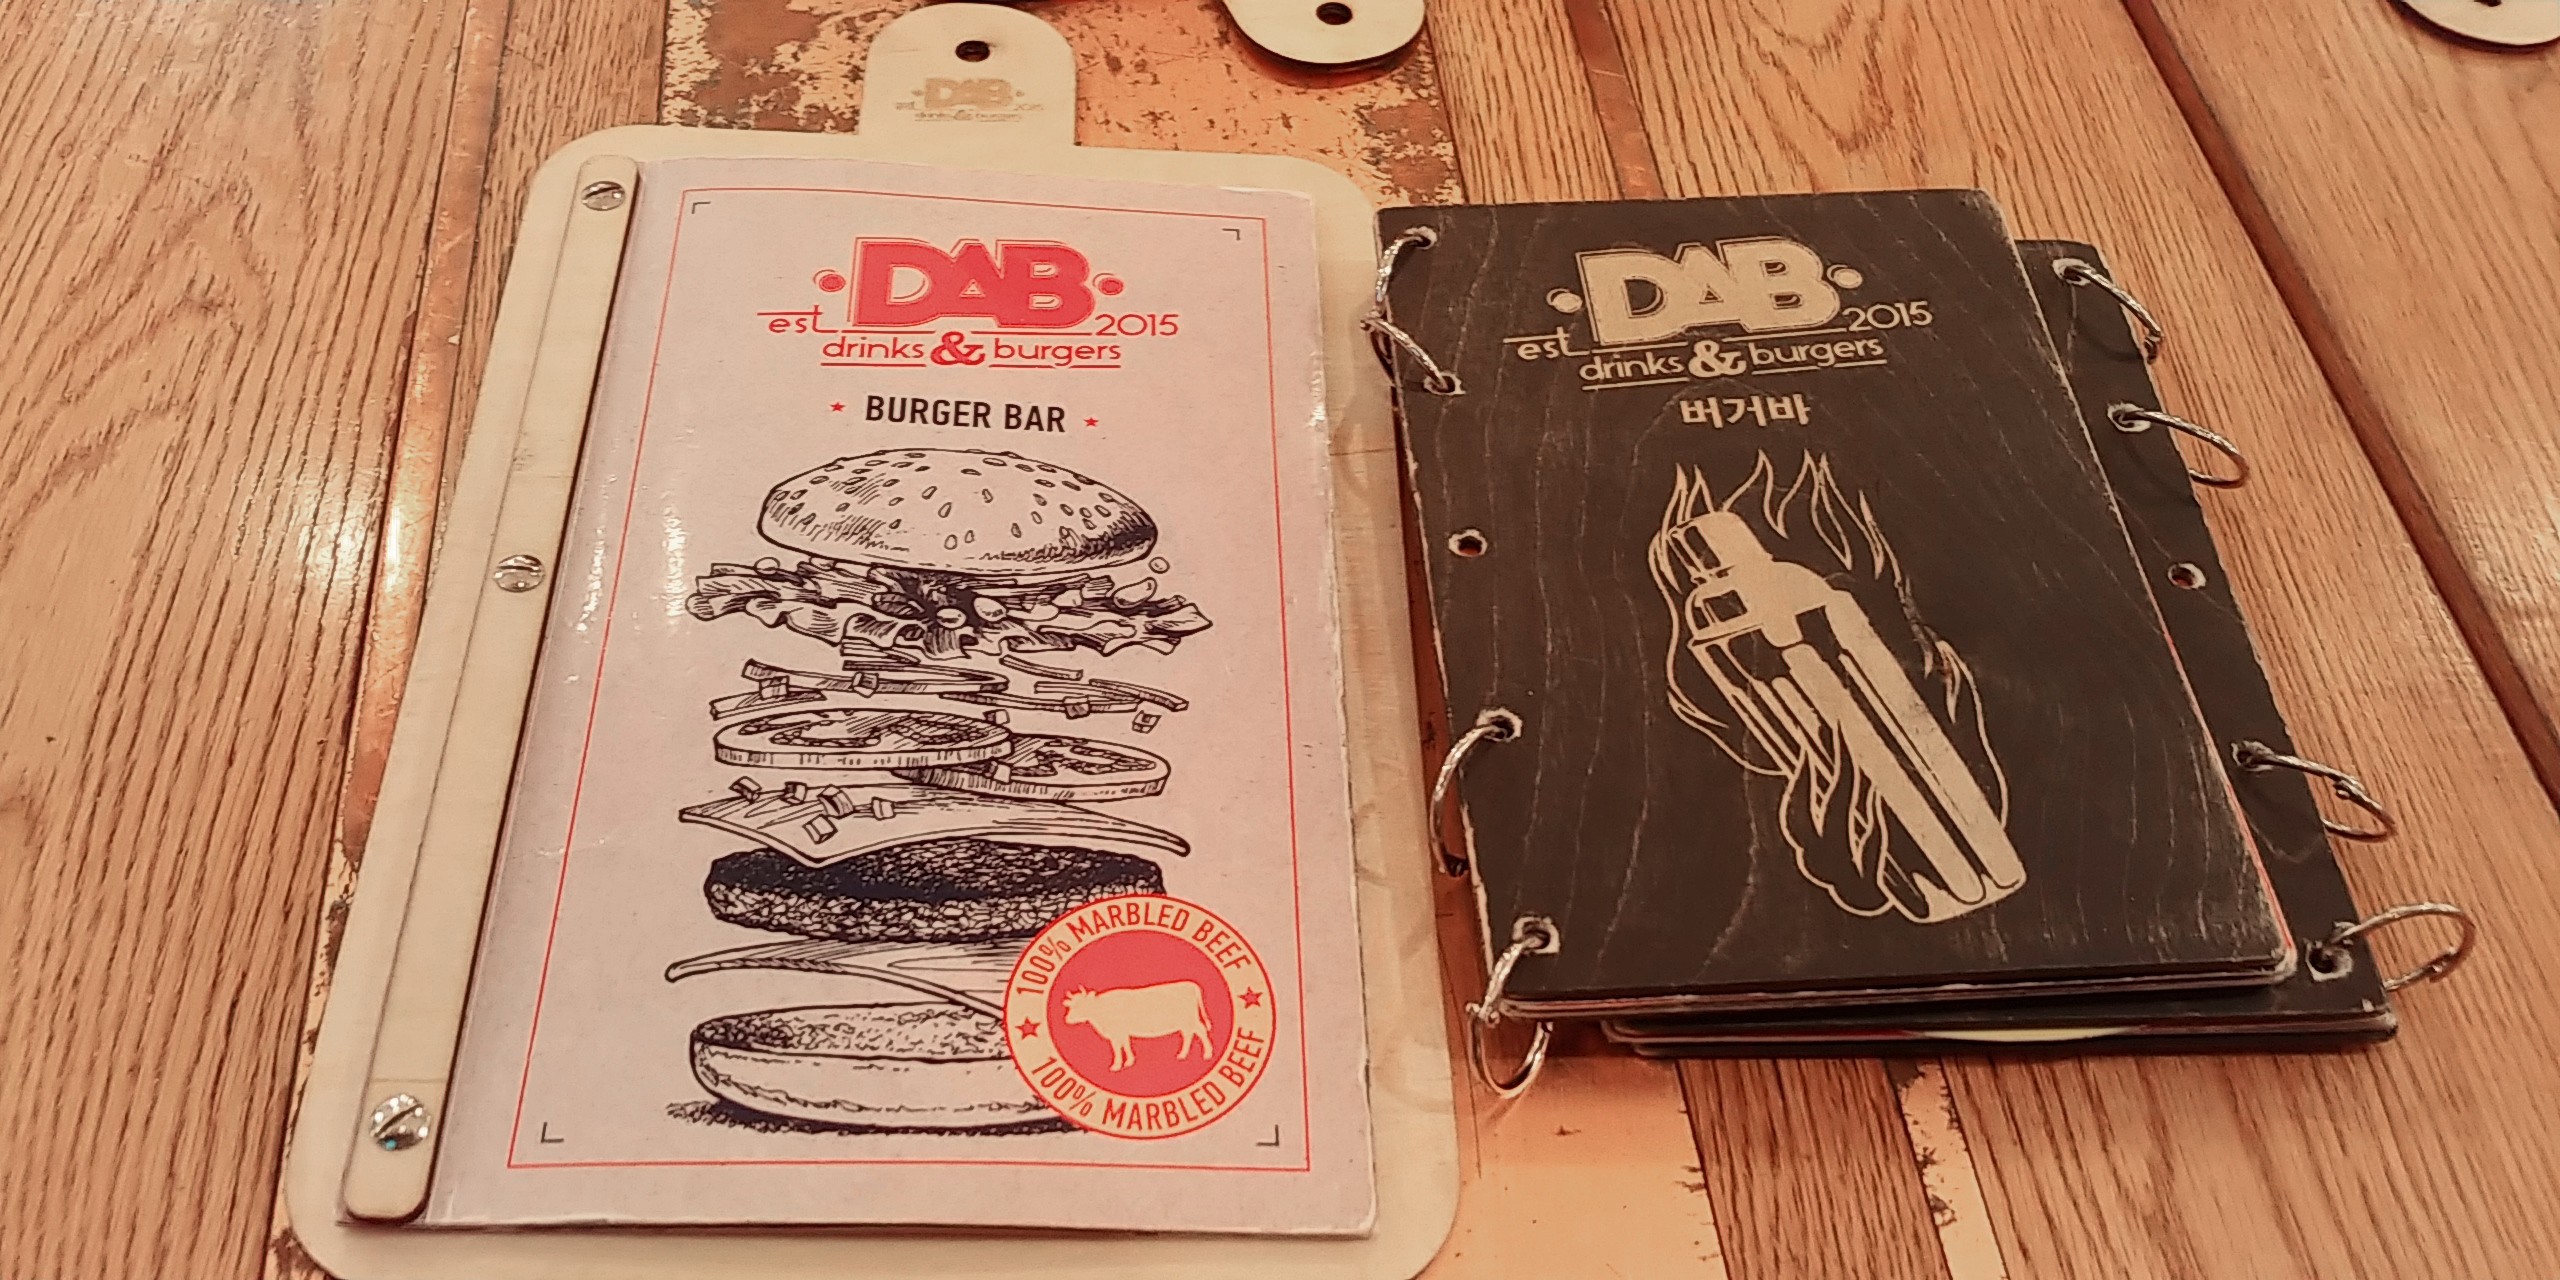 DAB
est. 2015
drinks & burgers
DAB
est 2015
drinks & burgers
BURGER BAR
100% MARBLED BEEF
100% MARBLED BEEF
DAB
est 2015
drinks & burgers
버거바